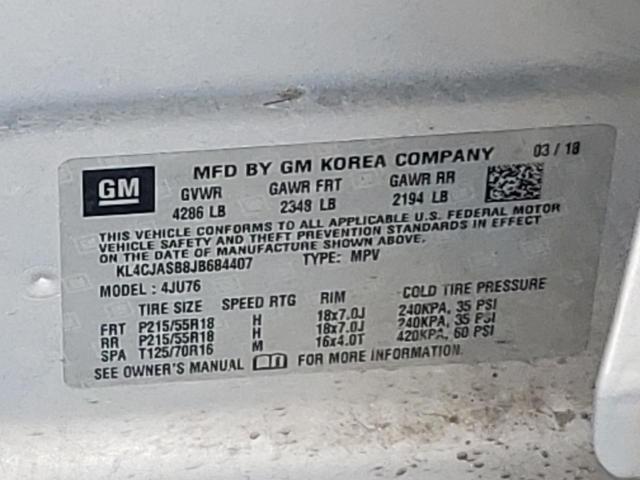 GM MFD BY GM KOREA COMPANY 03/18
GVWR GAWR FRT GAWR RR
4286 LB 2348 LB 2194 LB
THIS VEHICLE CONFORMS TO ALL APPLICABLE U.S. FEDERAL MOTOR
VEHICLE SAFETY AND THEFT PREVENTION STANDARDS IN EFFECT
ON THE DATE OF MANUFACTURE SHOWN ABOVE.
KL4CJASB8JB684407 TYPE: MPV
MODEL: 4JU76
TIRE SIZE SPEED RTG RIM COLD TIRE PRESSURE
FRT P215/55R18 H 18x7.0J 240KPA, 35 PSI
RR P215/55R18 H 18x7.0J 240KPA, 35 PSI
SPA T125/70R16 M 16x4.0T 420KPA, 60 PSI
SEE OWNER'S MANUAL FOR MORE INFORMATION.